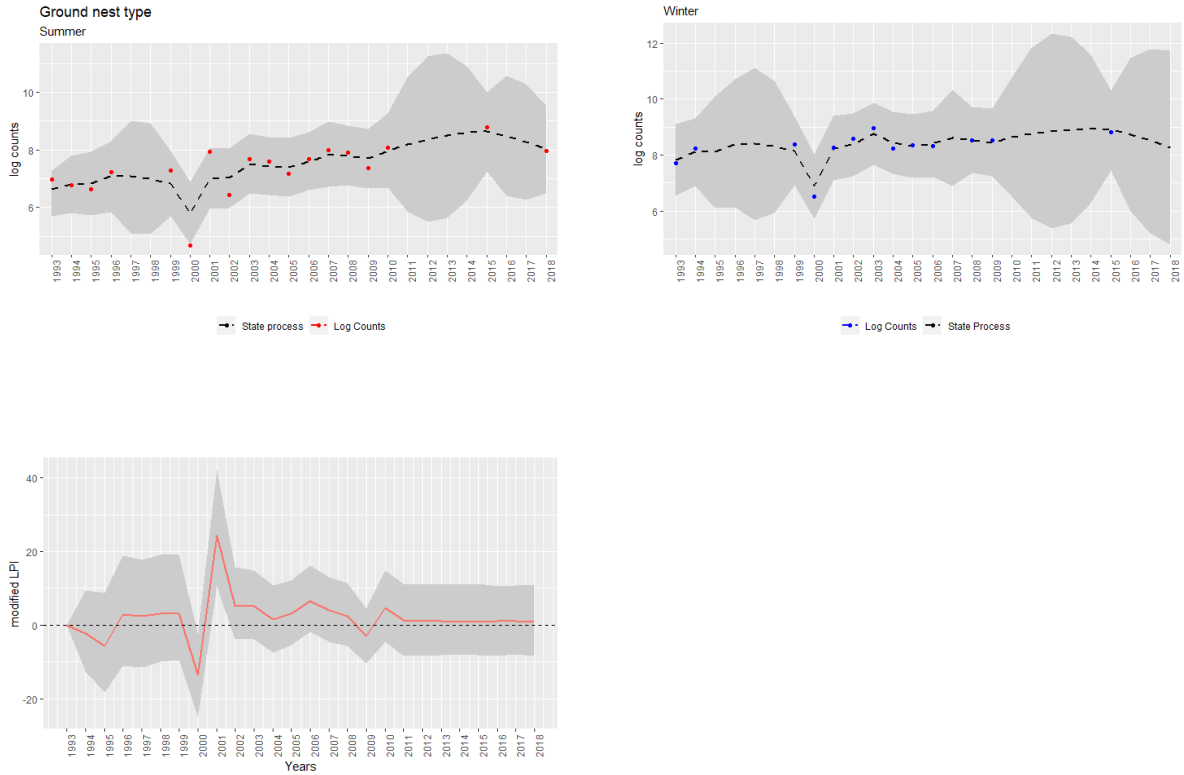 Ground nest type
Summer
log counts
10
8
6
1993 1994 1995 1996 1997 1998 1999 2000 2001 2002 2003 2004 2005 2006 2007 2008 2009 2010 2011 2012 2013 2014 2015 2016 2017 2018
State process Log Counts
Winter
log counts
12
10
8
6
1993 1994 1995 1996 1997 1998 1999 2000 2001 2002 2003 2004 2005 2006 2007 2008 2009 2010 2011 2012 2013 2014 2015 2016 2017 2018
Log Counts State Process
modified LPI
40
20
0
-20
1993 1994 1995 1996 1997 1998 1999 2000 2001 2002 2003 2004 2005 2006 2007 2008 2009 2010 2011 2012 2013 2014 2015 2016 2017 2018
Years